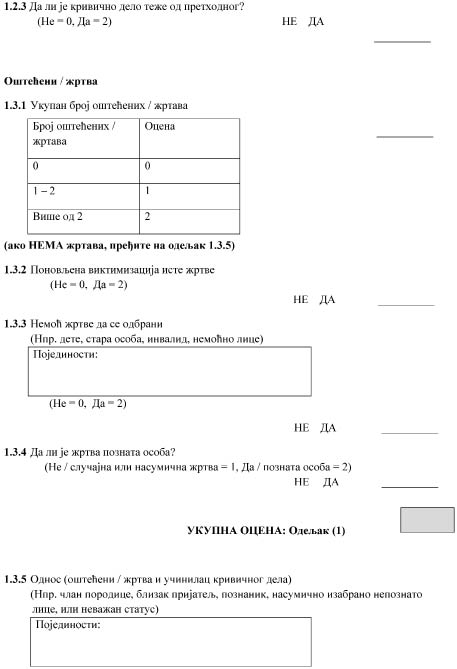 1.2.3 Да ли је кривично дело теже од претходног?
(Не = 0, Да = 2) НЕ ДА
Оштећени / жртва
1.3.1 Укупан број оштећених / жртава
Број оштећених / Оцена
жртава
0 0
1 – 2 1
Више од 2 2
(ако НЕМА жртава, пређите на одељак 1.3.5)
1.3.2 Поновљена виктимизација исте жртве
(Не = 0, Да = 2)
НЕ ДА
1.3.3 Немоћ жртве да се одбрани
(Нпр. дете, стара особа, инвалид, немоћно лице)
Појединости:
(Не = 0, Да = 2)
НЕ ДА
1.3.4 Да ли је жртва позната особа?
(Не / случајна или насумична жртва = 1, Да / позната особа = 2)
НЕ ДА
УКУПНА ОЦЕНА: Одељак (1)
1.3.5 Однос (оштећени / жртва и учинилац кривичног дела)
(Нпр. члан породице, близак пријатељ, познаник, насумично изабрано непознато
лице, или неважан статус)
Појединости: